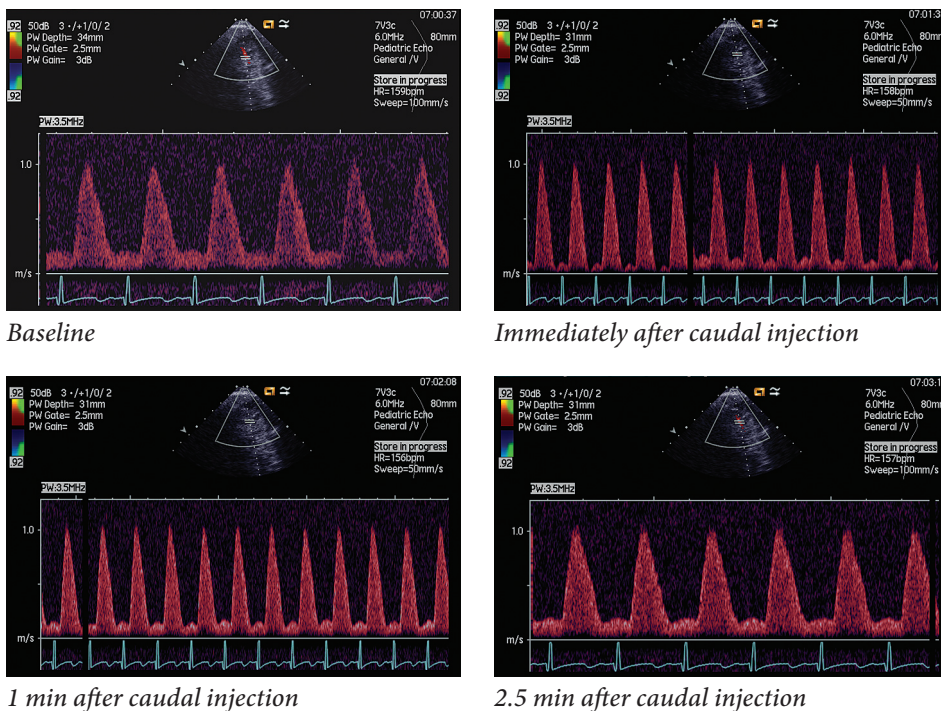 07:00:37
.92 50dB 3 •/+1/0/ 2
PW Depth= 34mm
PW Gate= 2.5mm
PW Gain= 3dB
.92
7V3c
6.0MHz 80mm
Pediatric Echo
General /V
Store in progress
HR=159bpm
Sweep=100mm/s
PW:3.5MHz
1.0
m/s
Baseline
07:01:3
.92 50dB 3 •/+1/0/ 2
PW Depth= 31mm
PW Gate= 2.5mm
PW Gain= 3dB
.92
7V3c
6.0MHz 80mm
Pediatric Echo
General /V
Store in progress
HR=158bpm
Sweep=50mm/s
PW:3.5MHz
1.0
m/s
Immediately after caudal injection
07:02:08
.92 50dB 3 •/+1/0/ 2
PW Depth= 31mm
PW Gate= 2.5mm
PW Gain= 3dB
.92
7V3c
6.0MHz 80mm
Pediatric Echo
General /V
Store in progress
HR=156bpm
Sweep=50mm/s
PW:3.5MHz
1.0
m/s
1 min after caudal injection
07:03:1
.92 50dB 3 •/+1/0/ 2
PW Depth= 31mm
PW Gate= 2.5mm
PW Gain= 3dB
.92
7V3c
6.0MHz 80mm
Pediatric Echo
General /V
Store in progress
HR=157bpm
Sweep=100mm/s
PW:3.5MHz
1.0
m/s
2.5 min after caudal injection